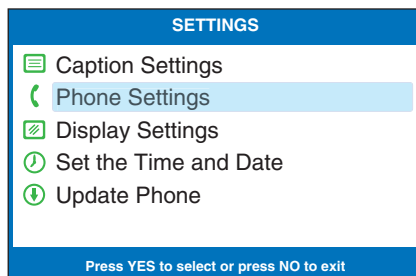 SETTINGS
Caption Settings
Phone Settings
Display Settings
Set the Time and Date
Update Phone
Press YES to select or press NO to exit